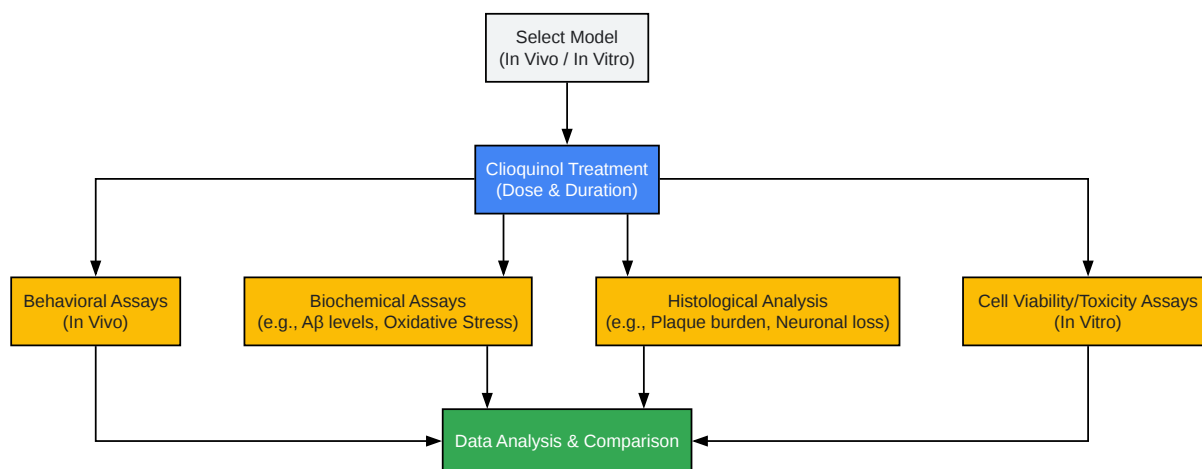 Select Model
(In Vivo / In Vitro)
Clioquinol Treatment
(Dose & Duration)
Behavioral Assays
(In Vivo)
Biochemical Assays
(e.g., Aβ levels, Oxidative Stress)
Histological Analysis
(e.g., Plaque burden, Neuronal loss)
Cell Viability/Toxicity Assays
(In Vitro)
Data Analysis & Comparison